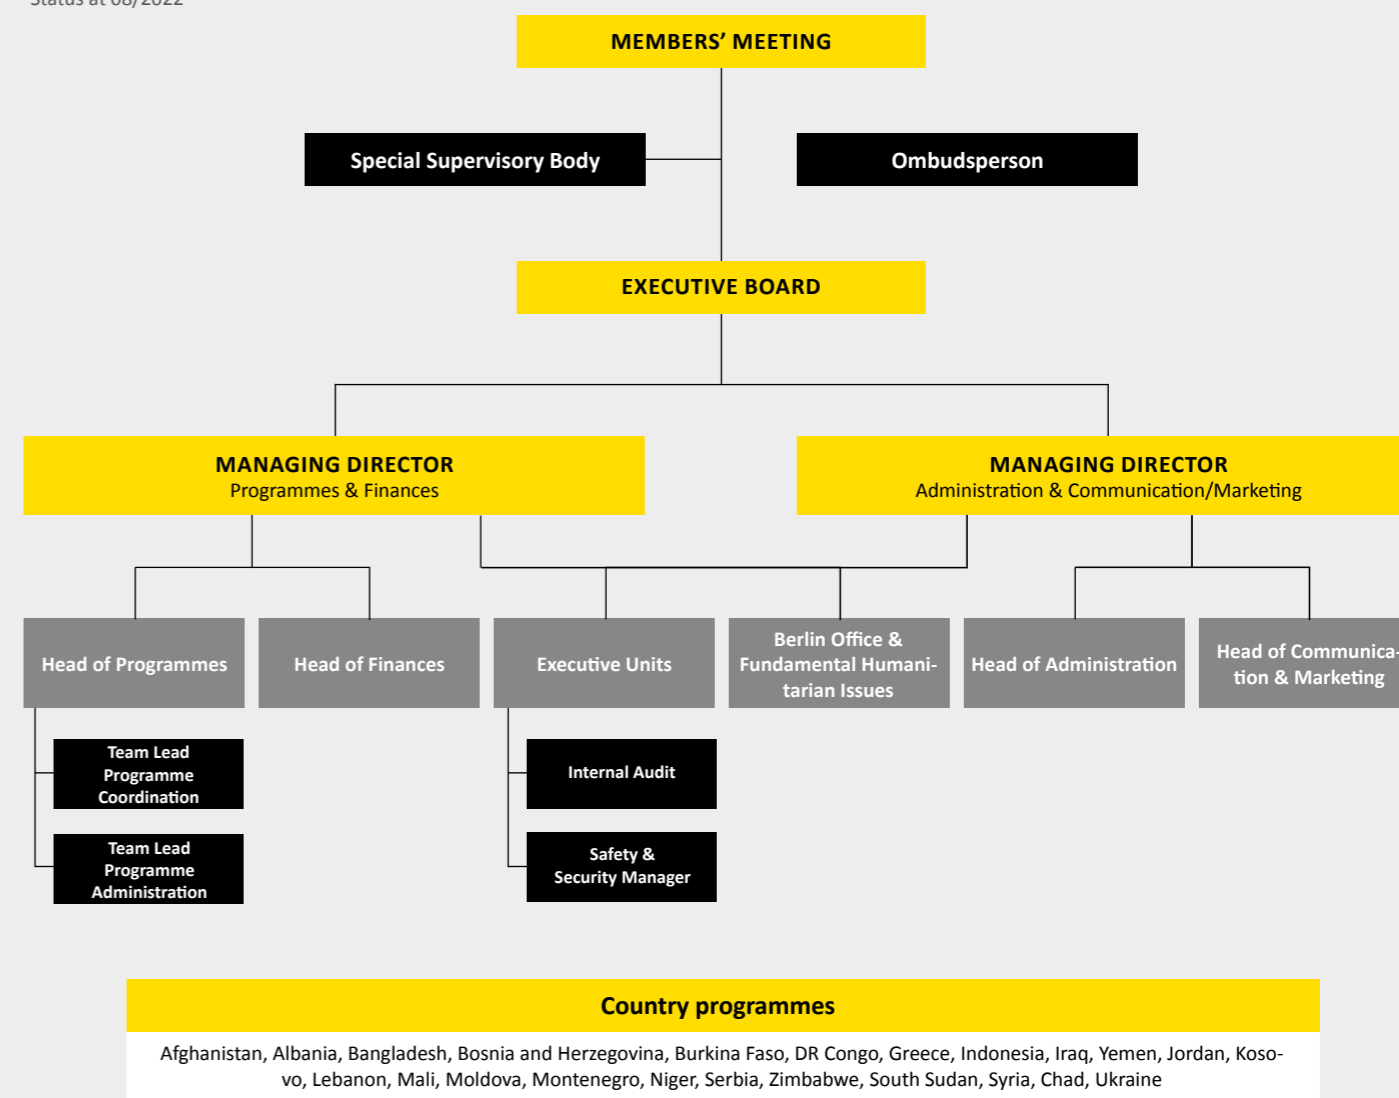 Status at 08/2022
MEMBERS’ MEETING
Special Supervisory Body
Ombudsperson
EXECUTIVE BOARD
MANAGING DIRECTOR
Programmes & Finances
MANAGING DIRECTOR
Administration & Communication/Marketing
Head of Programmes
Head of Finances
Executive Units
Berlin Office &
Fundamental Humani-
tarian Issues
Head of Administration
Head of Communica-
tion & Marketing
Team Lead
Programme
Coordination
Internal Audit
Team Lead
Programme
Administration
Safety &
Security Manager
Country programmes
Afghanistan, Albania, Bangladesh, Bosnia and Herzegovina, Burkina Faso, DR Congo, Greece, Indonesia, Iraq, Yemen, Jordan, Koso-
vo, Lebanon, Mali, Moldova, Montenegro, Niger, Serbia, Zimbabwe, South Sudan, Syria, Chad, Ukraine